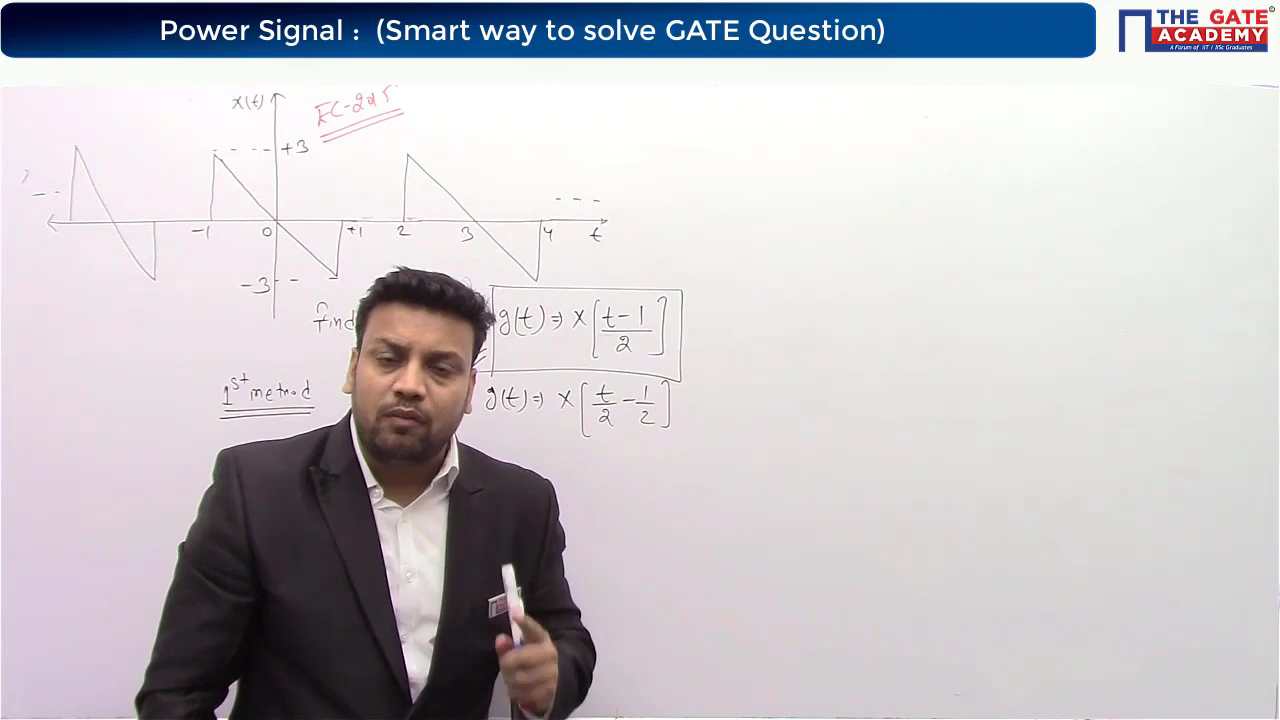 Power Signal : (Smart way to solve GATE Question)
THE GATE ACADEMY
A Forum of IIT / IISc Graduates
x(t)
EC-2015
+3
-1 0 +1 2 3 4 t
-3
find
g(t) ⇒ x[(t-1)/2]
1st method
g(t) ⇒ x[t/2 - 1/2]